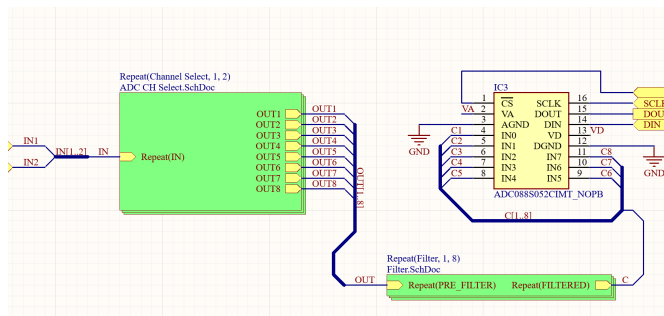 Repeat(Channel Select, 1, 2)
ADC CH Select.SchDoc
IN1
IN2
IN[1..2]
IN
Repeat(IN)
OUT1
OUT2
OUT3
OUT4
OUT5
OUT6
OUT7
OUT8
OUT1
OUT2
OUT3
OUT4
OUT5
OUT6
OUT7
OUT8
OUT[1..8]
IC3
1 CS SCLK 16
VA 2 VA DOUT 15
3 AGND DIN 14
C1 4 IN0 VD 13 VD
C2 5 IN1 DGND 12
C3 6 IN2 IN7 11 C8
C4 7 IN3 IN6 10 C7
C5 8 IN4 IN5 9 C6
GND
GND
SCLK
DOU
DIN
ADC088S052CIMT_NOPB
C[1..8]
Repeat(Filter, 1, 8)
Filter.SchDoc
OUT
Repeat(PRE_FILTER)
Repeat(FILTERED)
C